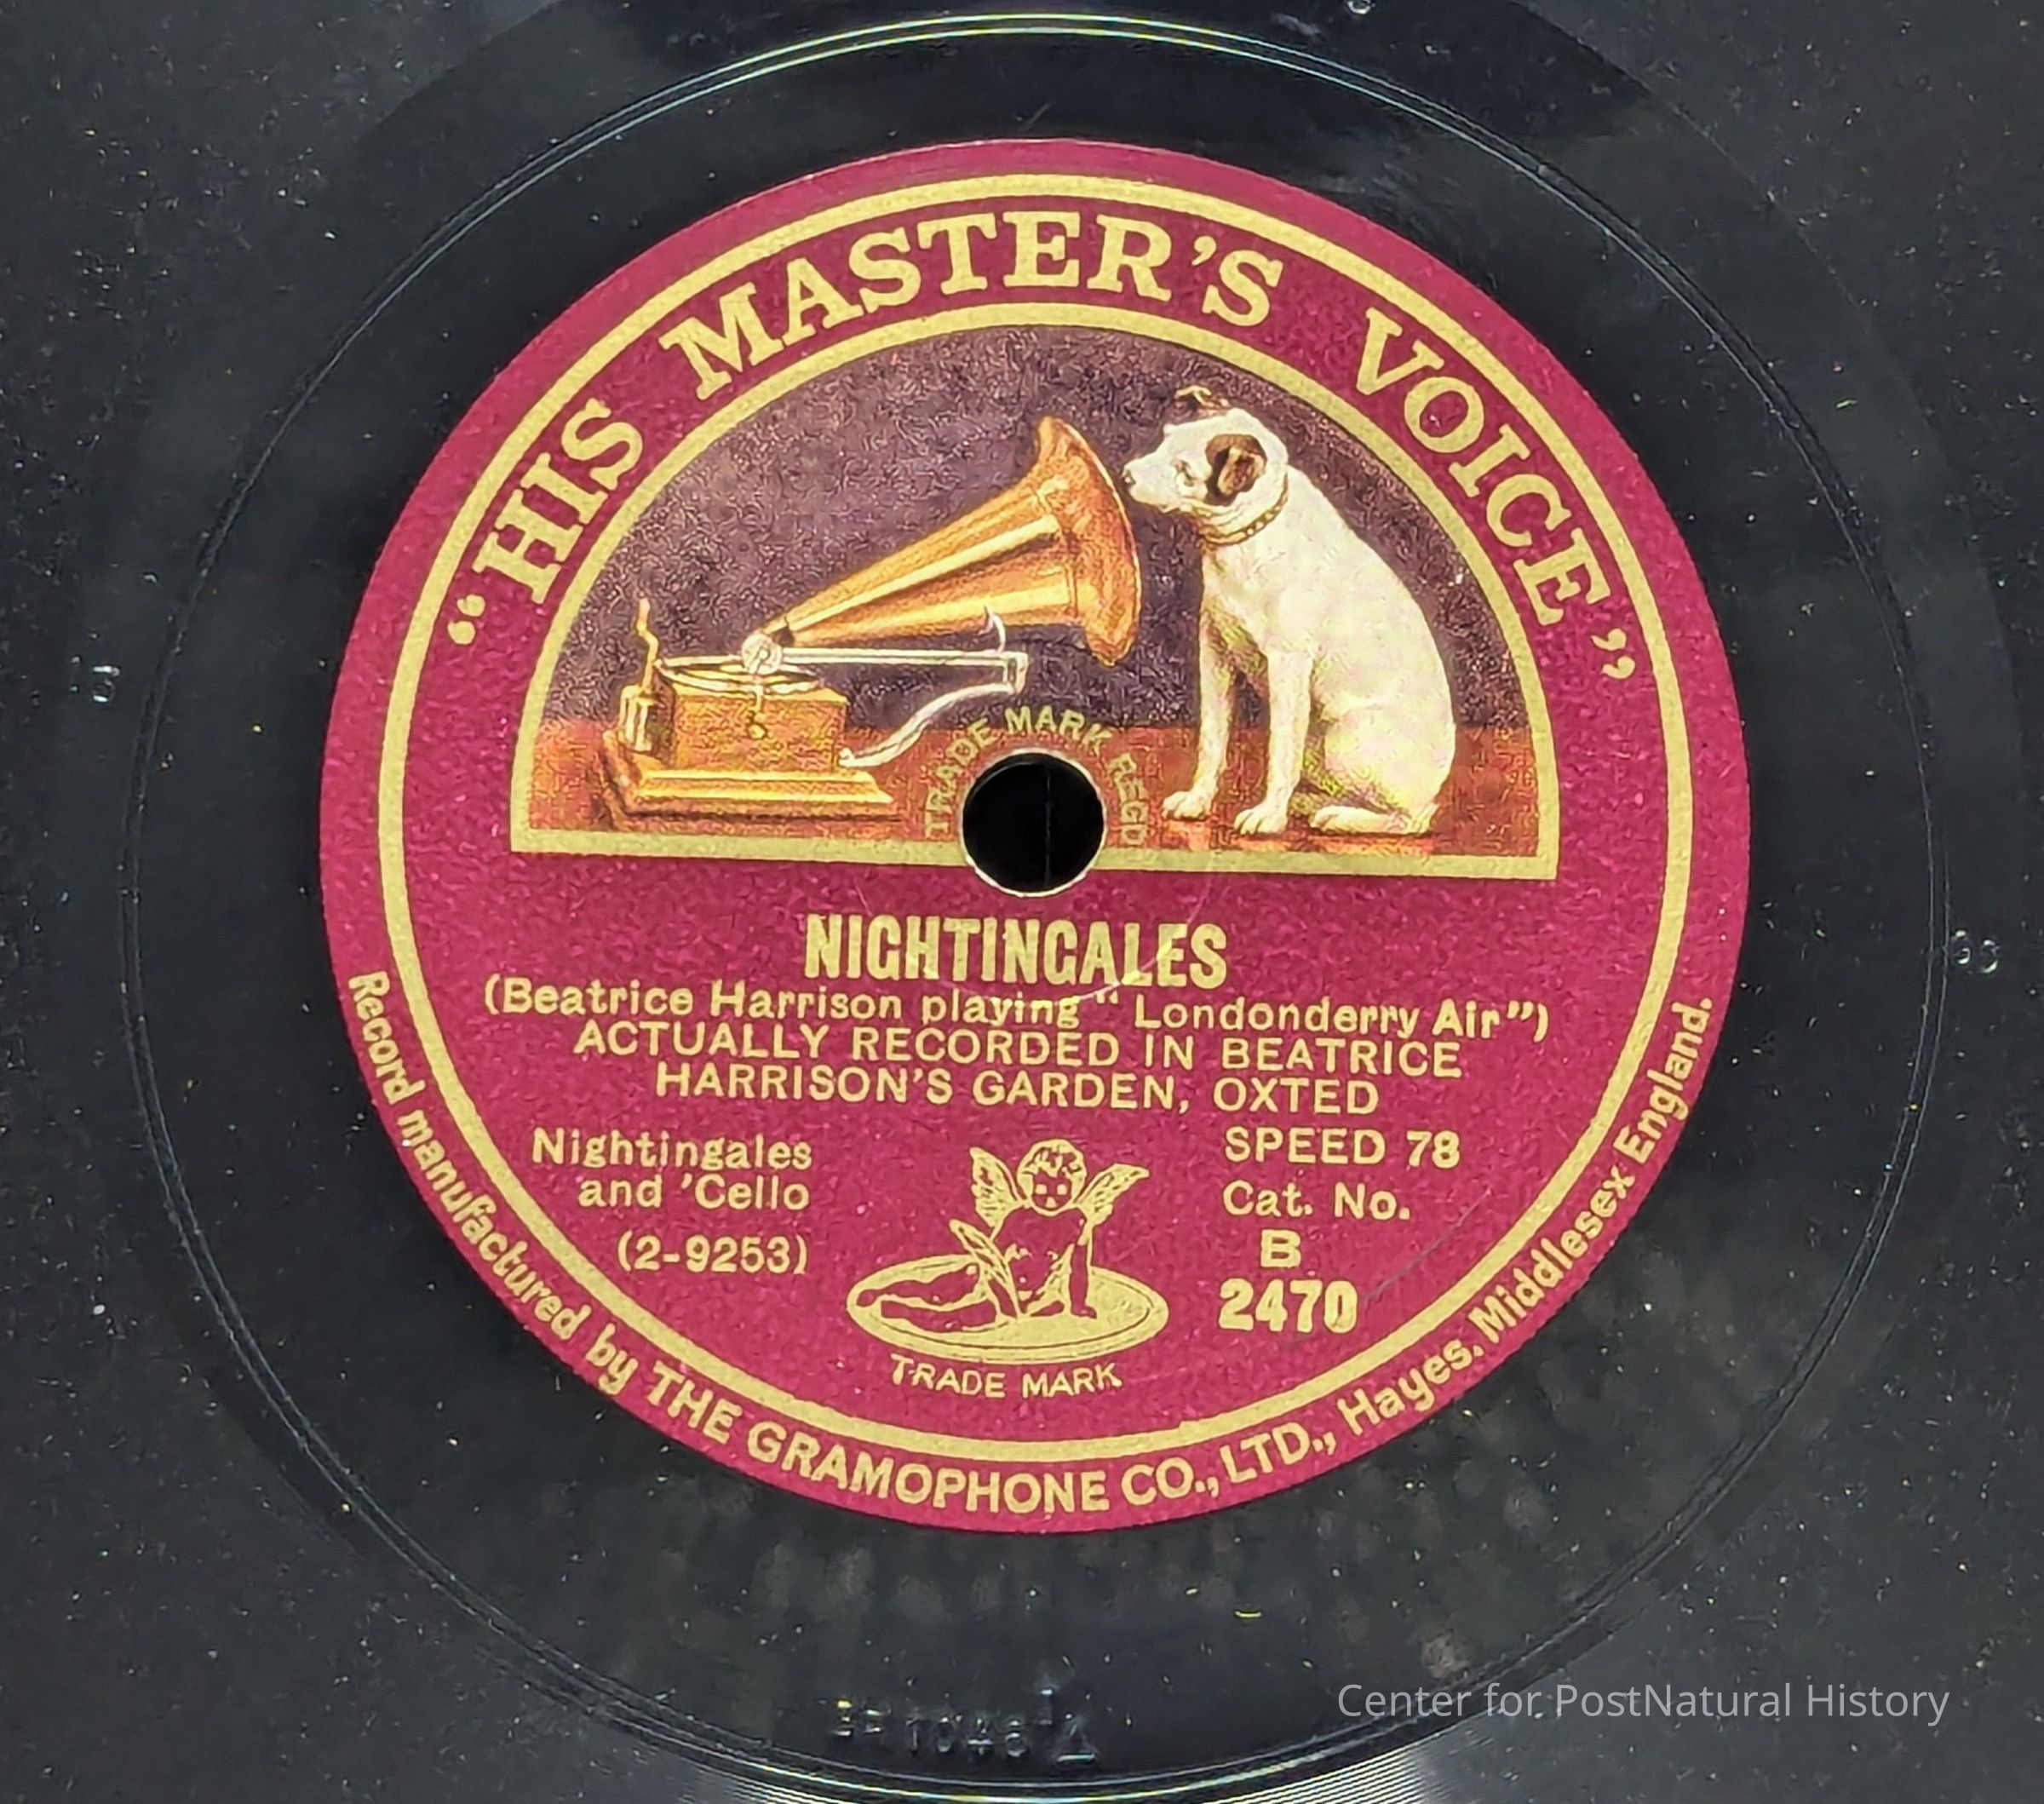 “HIS MASTER'S VOICE”
TRADE MARK REGD
NIGHTINGALES
(Beatrice Harrison playing “Londonderry Air”)
ACTUALLY RECORDED IN BEATRICE
HARRISON'S GARDEN, OXTED
Nightingales
and 'Cello
(2-9253)
SPEED 78
Cat. No.
B
2470
TRADE MARK
Record manufactured by THE GRAMOPHONE CO., LTD., Hayes. Middlesex England.
Center for PostNatural History